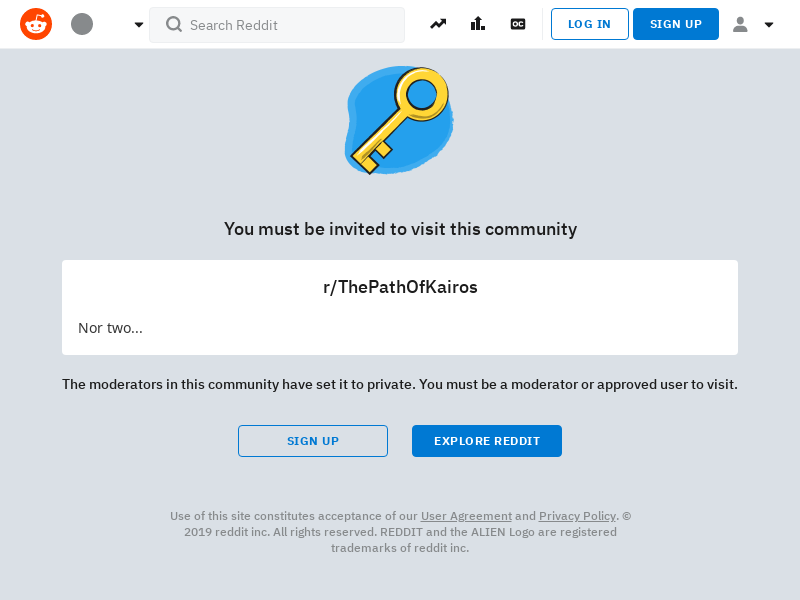 Search Reddit
OC
LOG IN
SIGN UP
You must be invited to visit this community
r/ThePathOfKairos
Nor two...
The moderators in this community have set it to private. You must be a moderator or approved user to visit.
SIGN UP
EXPLORE REDDIT
Use of this site constitutes acceptance of our User Agreement and Privacy Policy. ©
2019 reddit inc. All rights reserved. REDDIT and the ALIEN Logo are registered
trademarks of reddit inc.